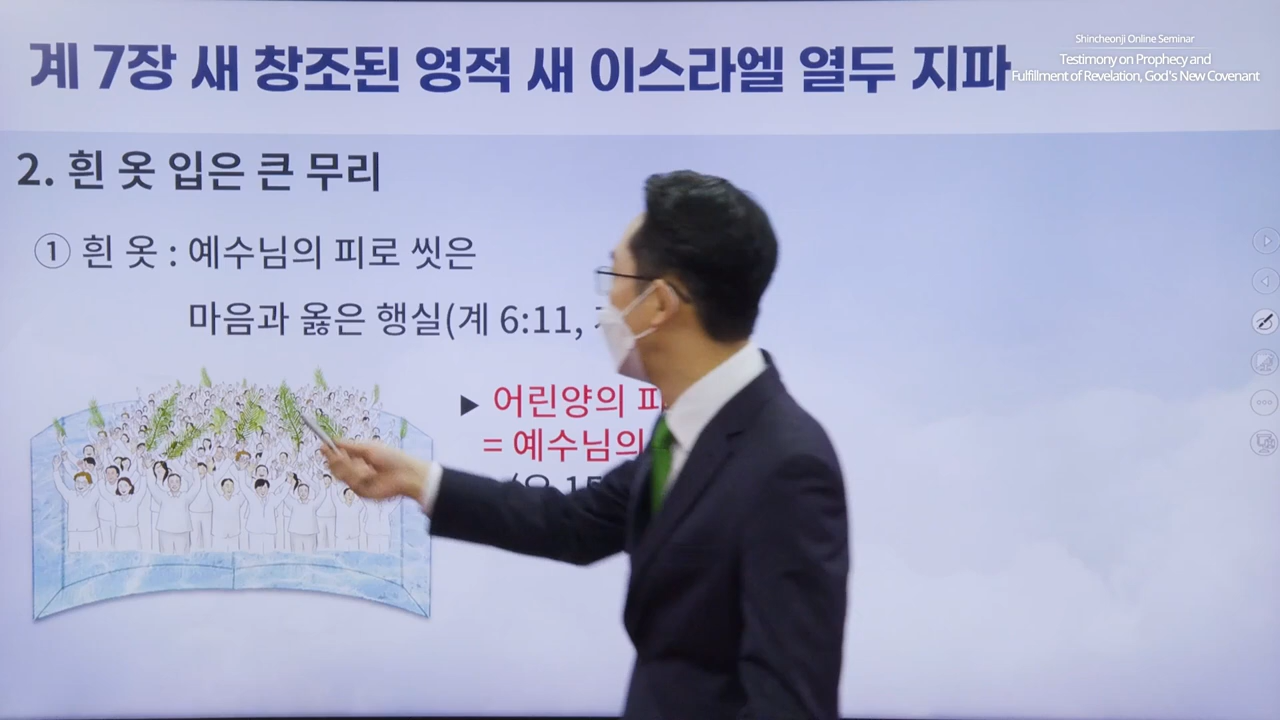 계 7장 새 창조된 영적 새 이스라엘 열두 지파
Shincheonji Online Seminar
Testimony on Prophecy and
Fulfillment of Revelation, God's New Covenant
2. 흰 옷 입은 큰 무리
① 흰 옷 : 예수님의 피로 씻은
마음과 옳은 행실(계 6:11,
▶ 어린양의
= 예수님의